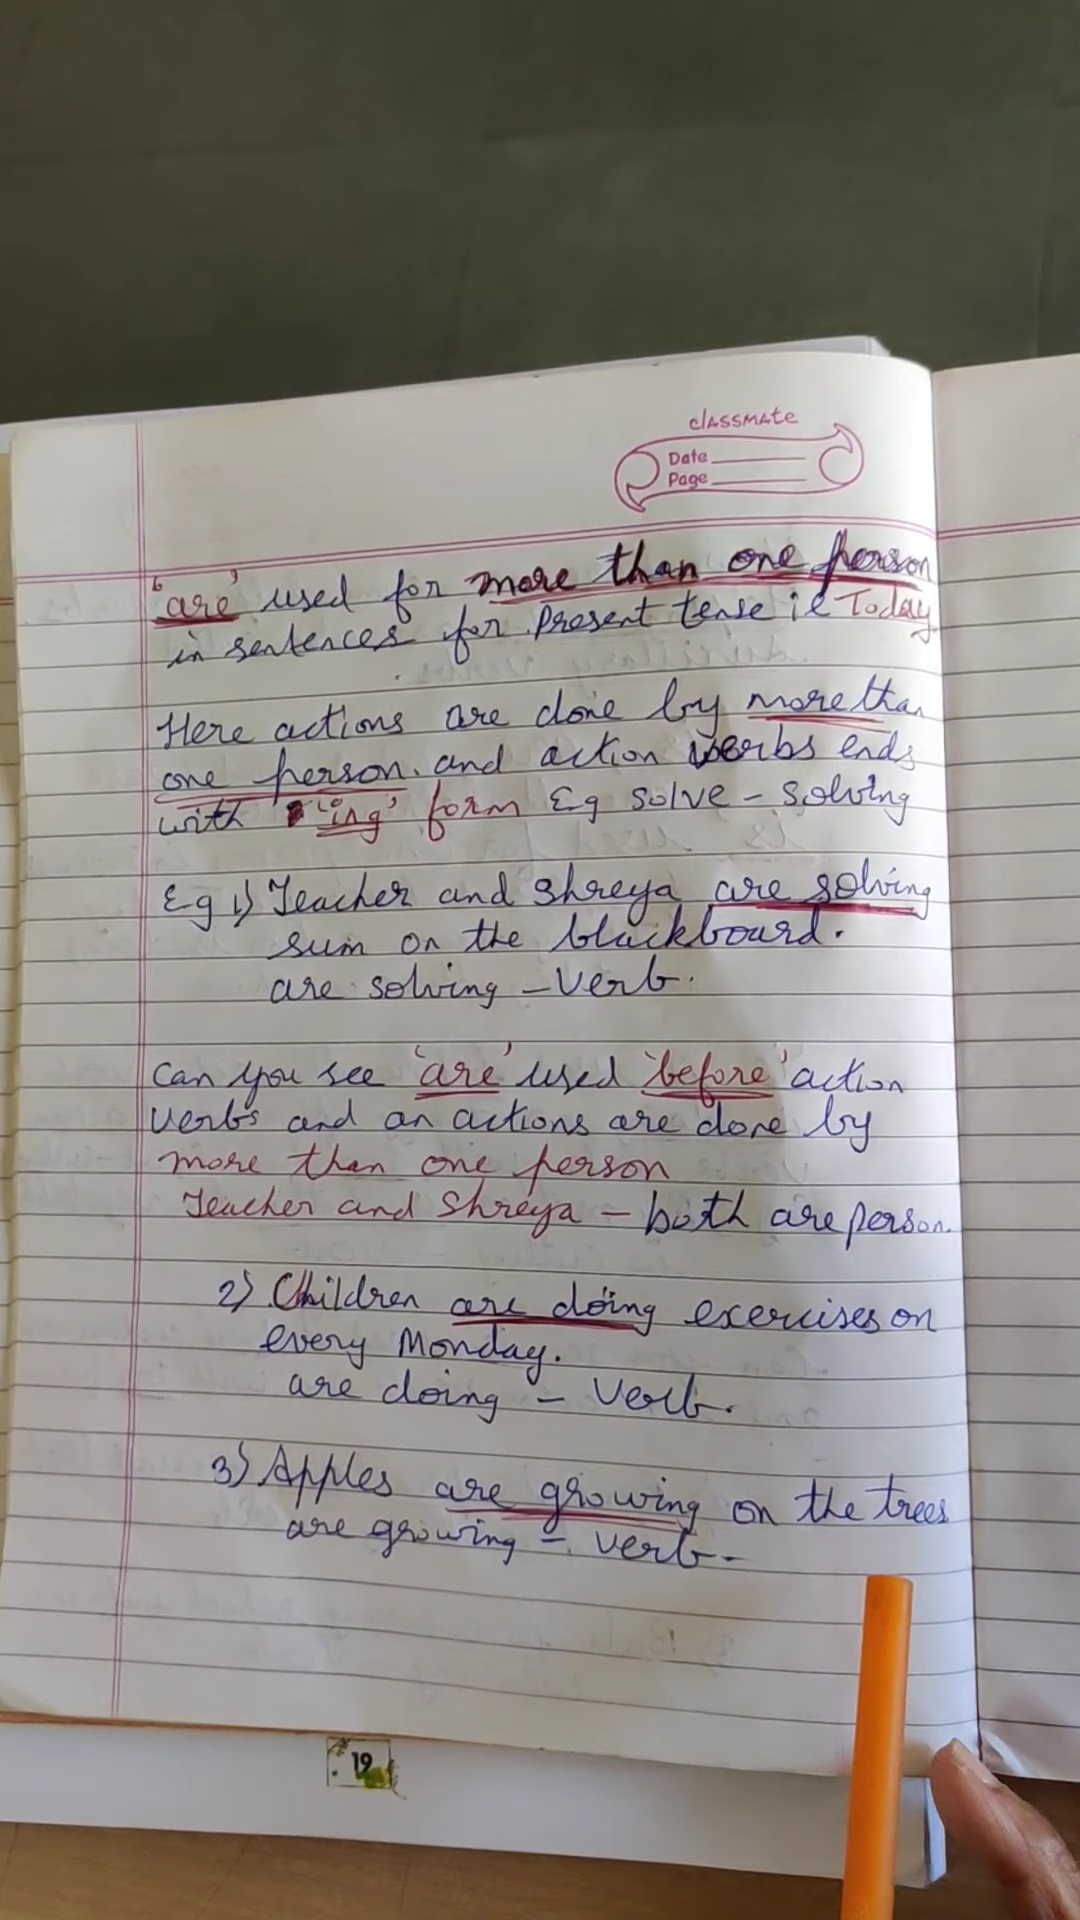 classmate
Date
Page
'are' used for more than one person
in sentences for Present tense ie Today
Here actions are done by more than
one person. and action verbs ends
with 'ing' form Eg solve - solving
Eg 1) Teacher and Shreya are solving
sum on the blackboard.
are solving - Verb.
Can you see 'are' used 'before' action
verbs and an actions are done by
more than one person
Teacher and Shreya - both are person.
2) Children are doing exercises on
every Monday.
are doing - Verb.
3) Apples are growing on the trees
are growing - verb-
19